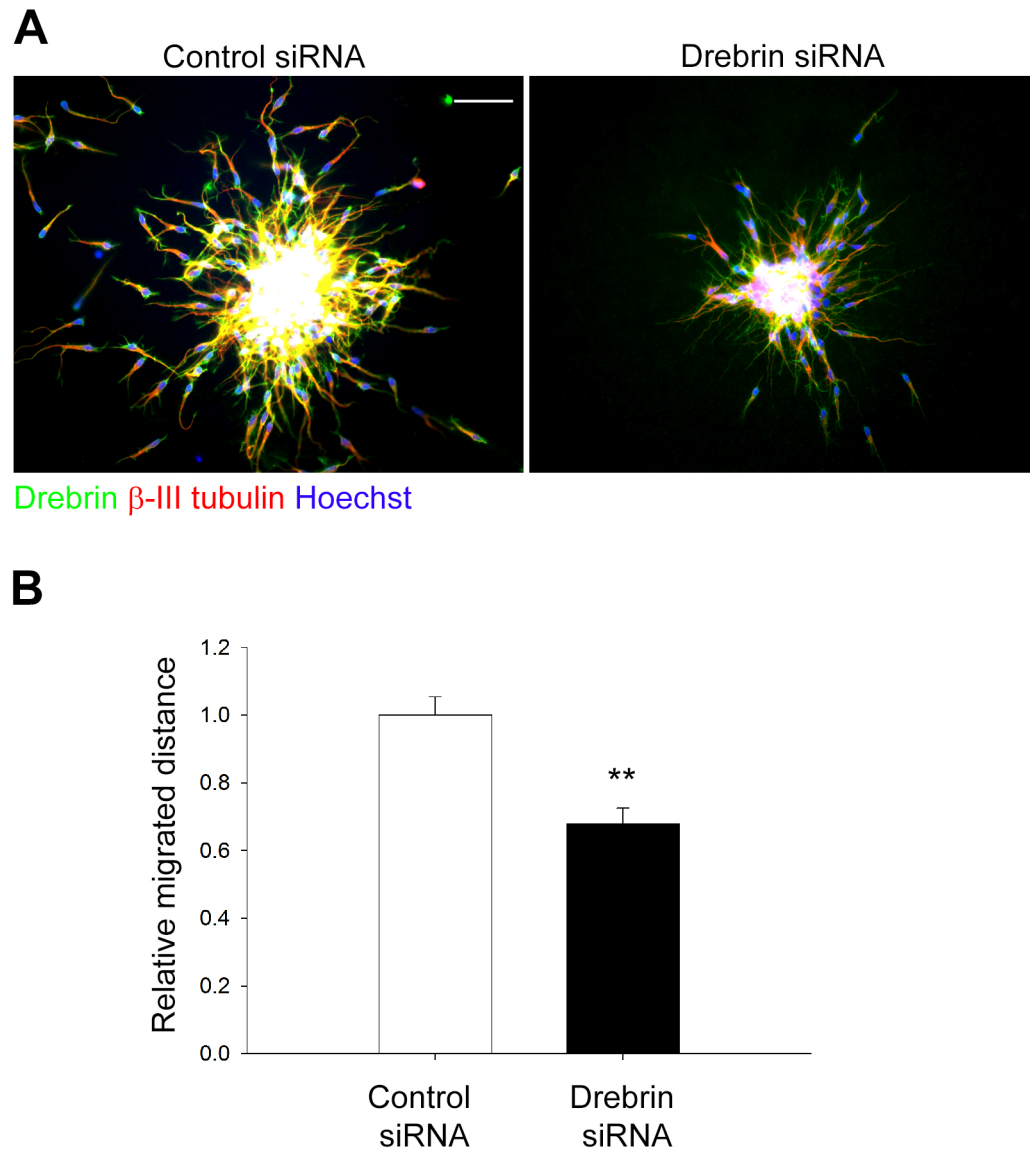 A
Control siRNA
Drebrin siRNA
Drebrin β-III tubulin Hoechst
B
Relative migrated distance
1.2
1.0
0.8
0.6
0.4
0.2
0.0
**
Control
siRNA
Drebrin
siRNA